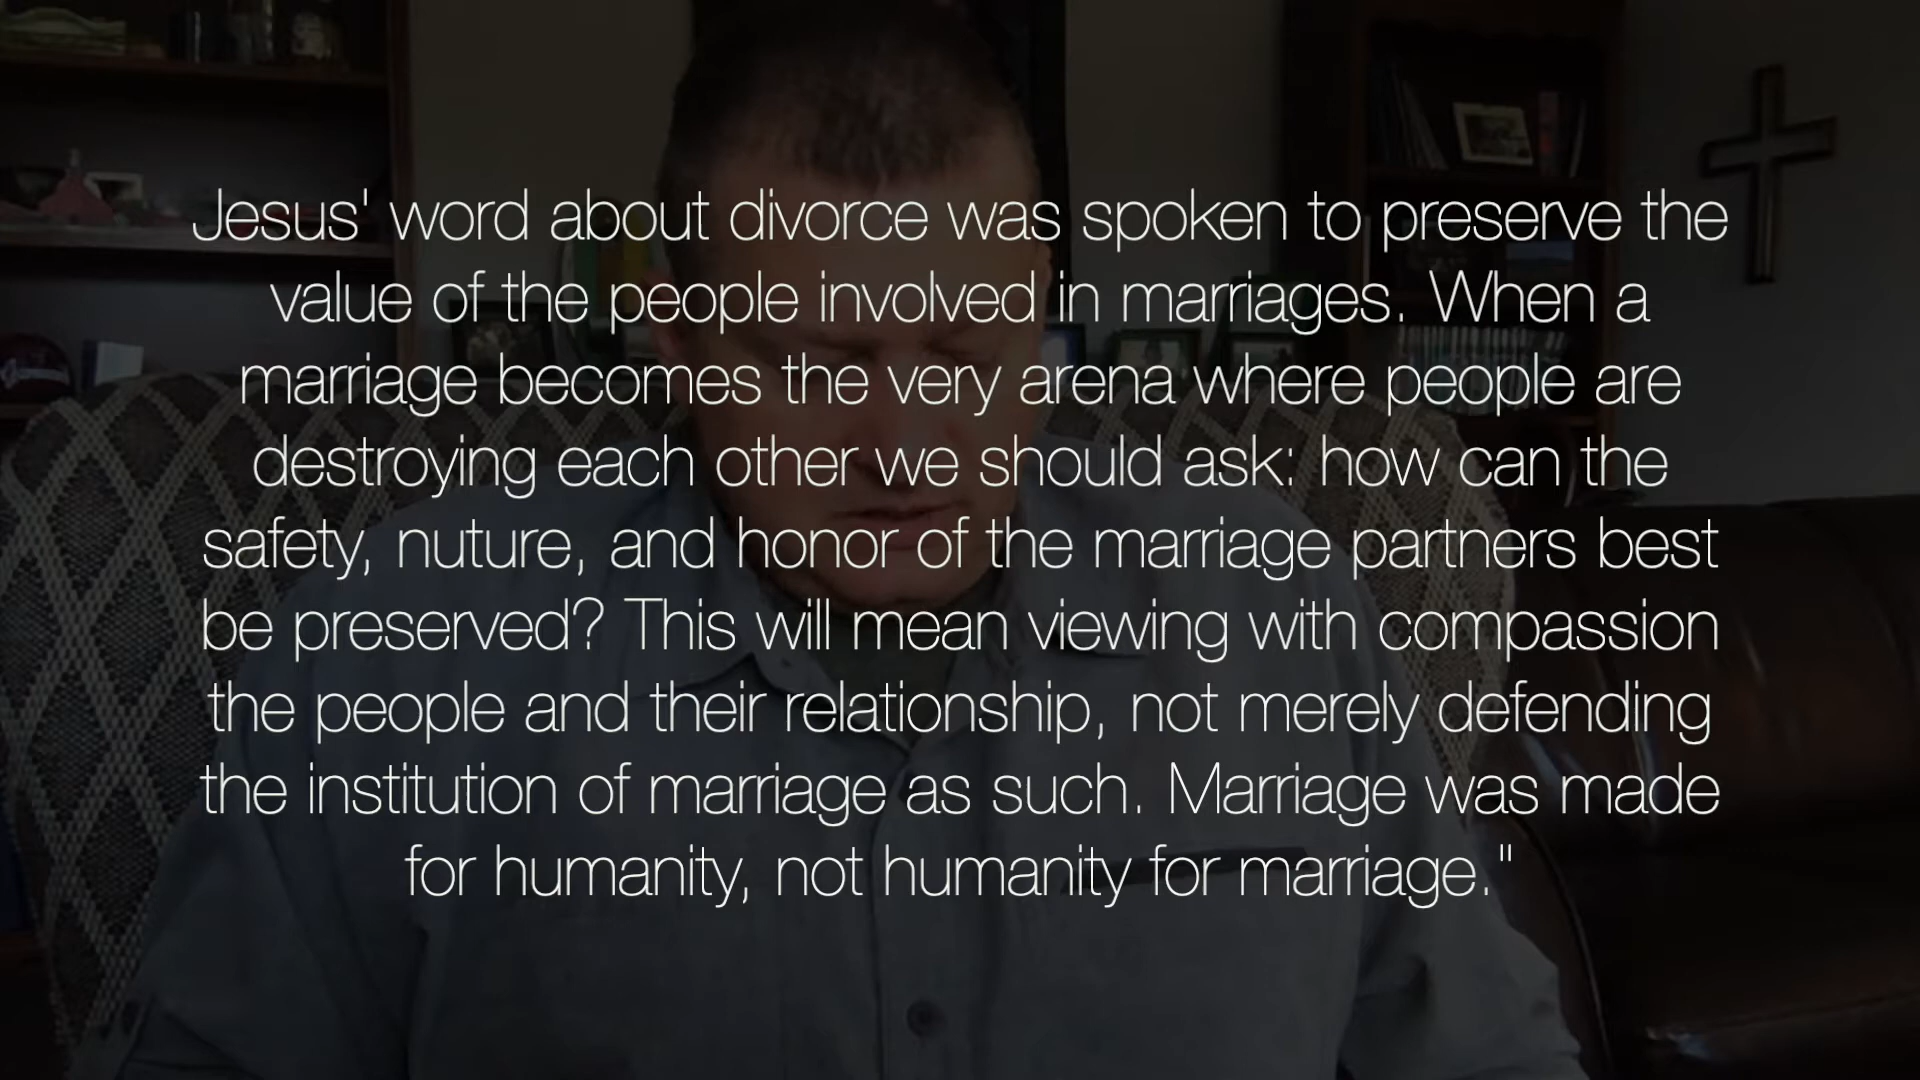 Jesus' word about divorce was spoken to preserve the
value of the people involved in marriages. When a
marriage becomes the very arena where people are
destroying each other we should ask: how can the
safety, nuture, and honor of the marriage partners best
be preserved? This will mean viewing with compassion
the people and their relationship, not merely defending
the institution of marriage as such. Marriage was made
for humanity, not humanity for marriage."